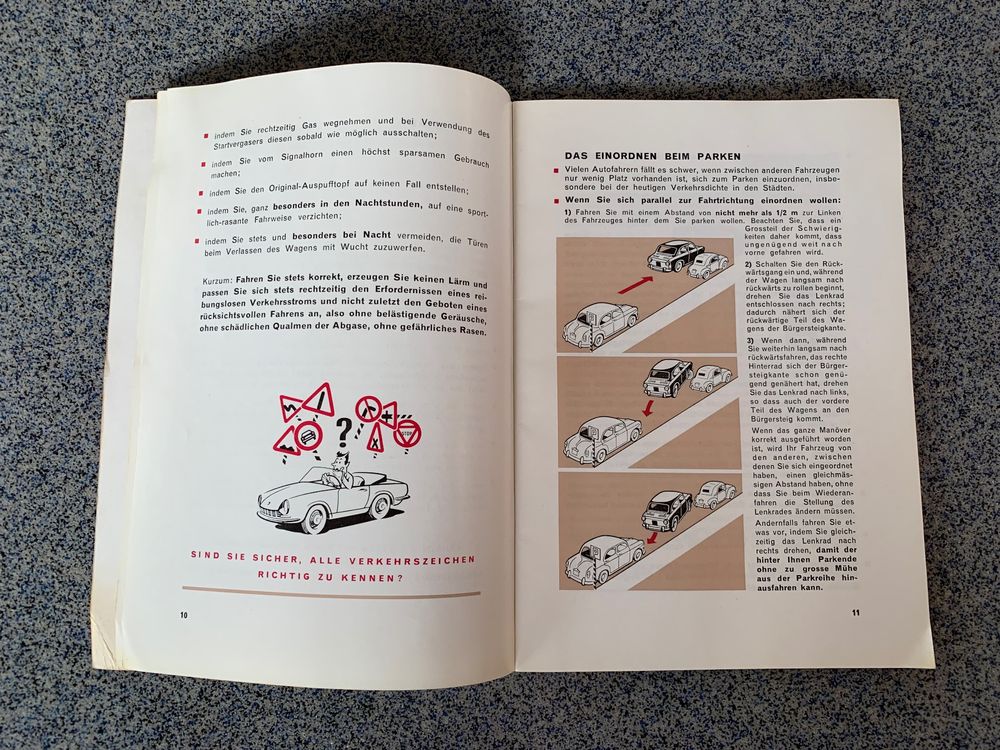 indem Sie rechtzeitig Gas wegnehmen und bei Verwendung des
Startvergasers diesen sobald wie möglich ausschalten;
indem Sie vom Signalhorn einen höchst sparsamen Gebrauch
machen;
indem Sie den Original-Auspufftopf auf keinen Fall entstellen;
indem Sie, ganz besonders in den Nachtstunden, auf eine sport-
lich-rasante Fahrweise verzichten;
indem Sie stets und besonders bei Nacht vermeiden, die Türen
beim Verlassen des Wagens mit Wucht zuzuwerfen.
Kurzum: Fahren Sie stets korrekt, erzeugen Sie keinen Lärm und
passen Sie sich stets rechtzeitig den Erfordernissen eines rei-
bungslosen Verkehrsstroms und nicht zuletzt den Geboten eines
rücksichtsvollen Fahrens an, also ohne belästigende Geräusche,
ohne schädlichen Qualmen der Abgase, ohne gefährliches Rasen.
?
STOP
SIND SIE SICHER, ALLE VERKEHRSZEICHEN
RICHTIG ZU KENNEN?
10
DAS EINORDNEN BEIM PARKEN
Vielen Autofahrern fällt es schwer, wenn zwischen anderen Fahrzeugen
nur wenig Platz vorhanden ist, sich zum Parken einzuordnen, insbe-
sondere bei der heutigen Verkehrsdichte in den Städten.
Wenn Sie sich parallel zur Fahrtrichtung einordnen wollen:
1) Fahren Sie mit einem Abstand von nicht mehr als 1/2 m zur Linken
des Fahrzeuges hinter dem Sie parken wollen. Beachten Sie, dass ein
Grossteil der Schwierig-
keiten daher kommt, dass
ungenügend weit nach
vorne gefahren wird.
2) Schalten Sie den Rück-
wärtsgang ein und, während
der Wagen langsam nach
rückwärts zu rollen beginnt,
drehen Sie das Lenkrad
entschlossen nach rechts;
dadurch nähert sich der
rückwärtige Teil des Wa-
gens der Bürgersteigkante.
3) Wenn dann, während
Sie weiterhin langsam nach
rückwärtsfahren, das rechte
Hinterrad sich der Bürger-
steigkante schon genü-
gend genähert hat, drehen
Sie das Lenkrad nach links,
so dass auch der vordere
Teil des Wagens an den
Bürgersteig kommt.
Wenn das ganze Manöver
korrekt ausgeführt worden
ist, wird Ihr Fahrzeug von
den anderen, zwischen
denen Sie sich eingeordnet
haben, einen gleichmäs-
sigen Abstand haben, ohne
dass Sie beim Wiederan-
fahren die Stellung des
Lenkrades ändern müssen.
Andernfalls fahren Sie et-
was vor, indem Sie gleich-
zeitig das Lenkrad nach
rechts drehen, damit der
hinter Ihnen Parkende
ohne zu grosse Mühe
aus der Parkreihe hin-
ausfahren kann.
11